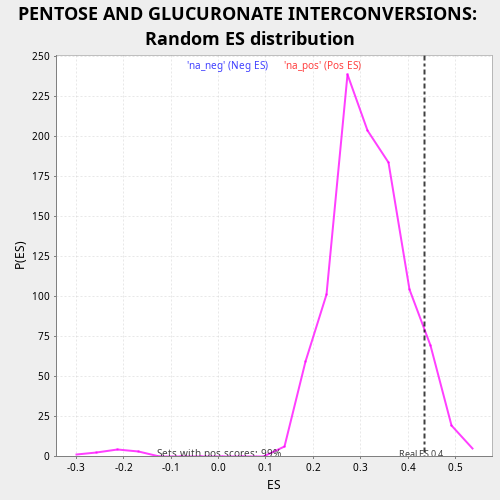 PENTOSE AND GLUCURONATE INTERCONVERSIONS:
Random ES distribution
'na_neg' (Neg ES) 'na_pos' (Pos ES)
250
225
200
175
150
125
100
75
50
25
0
P(ES)
Sets with pos scores: 99%
Real ES 0.4
-0.3 -0.2 -0.1 0.0 0.1 0.2 0.3 0.4 0.5
ES